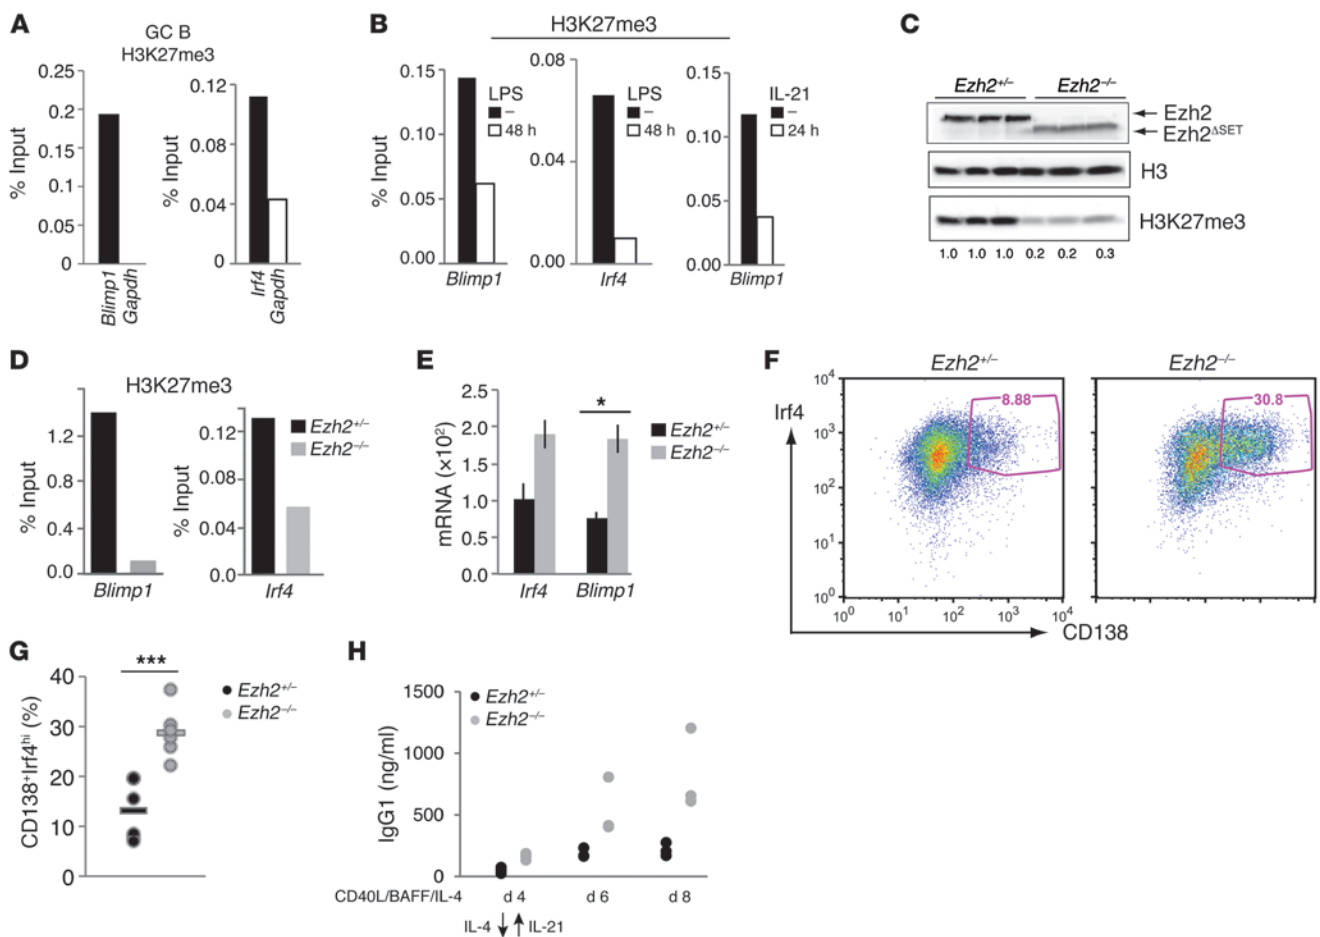 A
GC B
H3K27me3
% Input
0.25
0.2
0.15
0.1
0.05
0
Blimp1
Gapdh
% Input
0.12
0.08
0.04
0
Irf4
Gapdh
B
H3K27me3
% Input
0.15
0.10
0.05
0.00
LPS
–
48 h
Blimp1
0.08
0.04
0.00
LPS
–
48 h
Irf4
0.15
0.10
0.05
0.00
IL-21
–
24 h
Blimp1
C
Ezh2+/– Ezh2–/–
Ezh2
Ezh2ΔSET
H3
H3K27me3
1.0 1.0 1.0 0.2 0.2 0.3
D
H3K27me3
% Input
1.2
0.8
0.4
0.0
Blimp1
% Input
0.12
0.08
0.04
0.0
Irf4
Ezh2+/–
Ezh2–/–
E
mRNA (×10²)
2.5
2.0
1.5
1.0
0.5
0.0
*
Irf4 Blimp1
Ezh2+/–
Ezh2–/–
F
Ezh2+/– Ezh2–/–
Irf4
10⁴
10³
10²
10¹
10⁰
8.88
30.8
10⁰ 10¹ 10² 10³ 10⁴
CD138
G
CD138+Irf4hi (%)
***
40
30
20
10
0
Ezh2+/–
Ezh2–/–
H
IgG1 (ng/ml)
1500
1000
500
0
Ezh2+/–
Ezh2–/–
CD40L/BAFF/IL-4 d 4 d 6 d 8
IL-4 IL-21